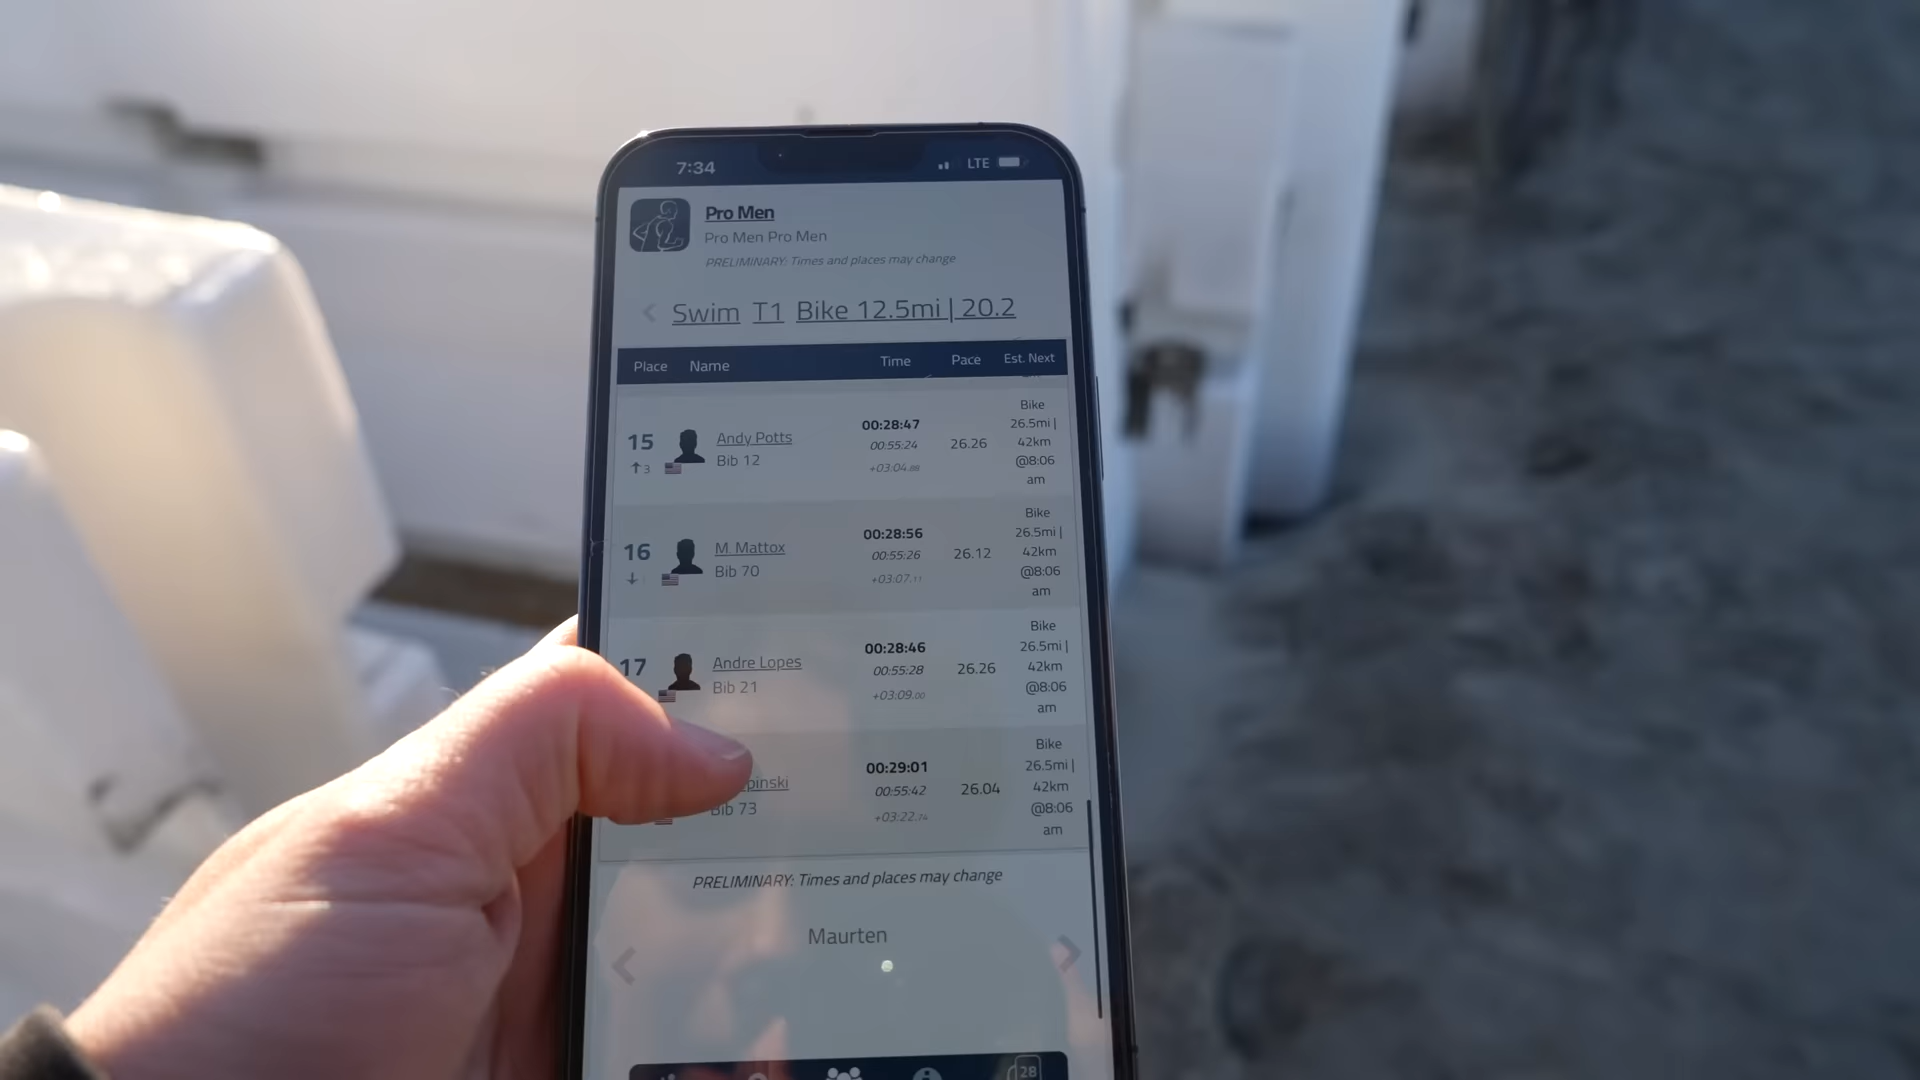 7:34 LTE
Pro Men
Pro Men Pro Men
PRELIMINARY: Times and places may change
Swim T1 Bike 12.5mi | 20.2
Place Name Time Pace Est. Next
15 Andy Potts 00:28:47 26.26 Bike
↑3 Bib 12 00:55:24 26.5mi |
+03:04.88 42km
@8:06
am
16 M. Mattox 00:28:56 26.12 Bike
Bib 70 00:55:26 26.5mi |
+03:07.11 42km
@8:06
am
17 Andre Lopes 00:28:46 26.26 Bike
Bib 21 00:55:28 26.5mi |
+03:09.00 42km
@8:06
am
pinski 00:29:01 26.04 Bike
Bib 73 00:55:42 26.5mi |
+03:22.74 42km
@8:06
am
PRELIMINARY: Times and places may change
Maurten
28